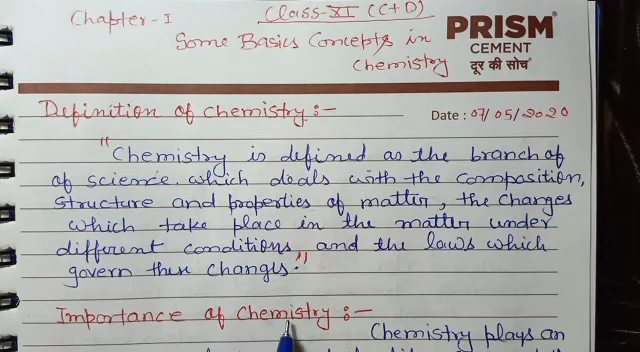 Chapter-I
Class-XI (C+D)
Some Basics Concepts in
Chemistry
PRISM
CEMENT
दूर की सोच
Definition of Chemistry :-
Date : 07/05/2020
"Chemistry is defined as the branch of
of science which deals with the composition,
structure and properties of matter, the changes
which take place in the matter under
different conditions, and the laws which
govern these changes."
Importance of Chemistry :-
Chemistry plays an